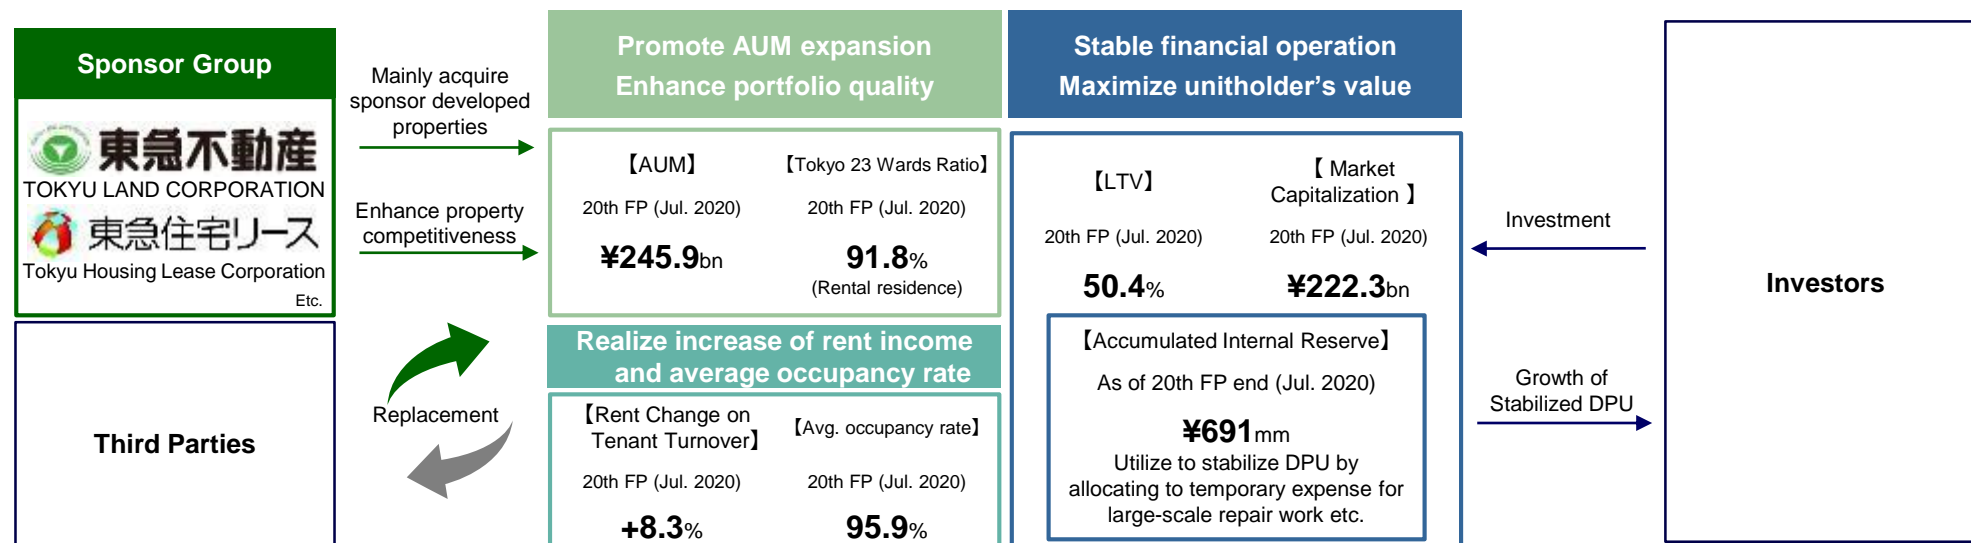 Sponsor Group
東急不動産
TOKYU LAND CORPORATION
東急住宅リース
Tokyu Housing Lease Corporation
Etc.
Third Parties
Mainly acquire
sponsor developed
properties
Enhance property
competitiveness
Replacement
Promote AUM expansion
Enhance portfolio quality
【AUM】
20th FP (Jul. 2020)
¥245.9bn
【Tokyo 23 Wards Ratio】
20th FP (Jul. 2020)
91.8%
(Rental residence)
Realize increase of rent income
and average occupancy rate
【Rent Change on
Tenant Turnover】
20th FP (Jul. 2020)
+8.3%
【Avg. occupancy rate】
20th FP (Jul. 2020)
95.9%
Stable financial operation
Maximize unitholder's value
【LTV】
20th FP (Jul. 2020)
50.4%
【 Market
Capitalization 】
20th FP (Jul. 2020)
¥222.3bn
【Accumulated Internal Reserve】
As of 20th FP end (Jul. 2020)
¥691mm
Utilize to stabilize DPU by
allocating to temporary expense for
large-scale repair work etc.
Investment
Growth of
Stabilized DPU
Investors